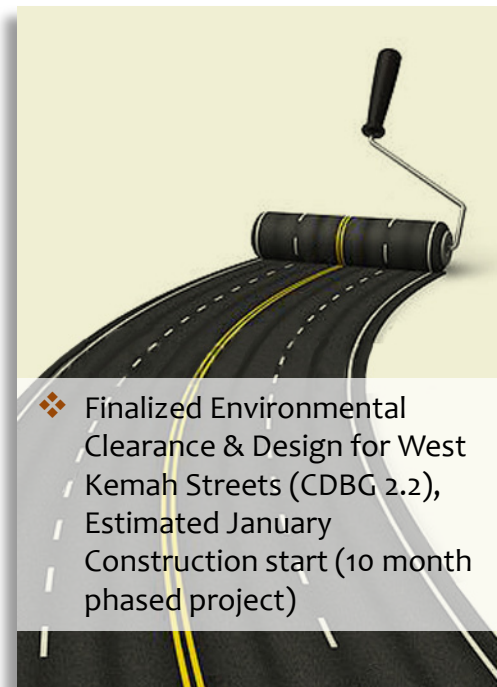 Finalized Environmental
Clearance & Design for West
Kemah Streets (CDBG 2.2),
Estimated January
Construction start (10 month
phased project)